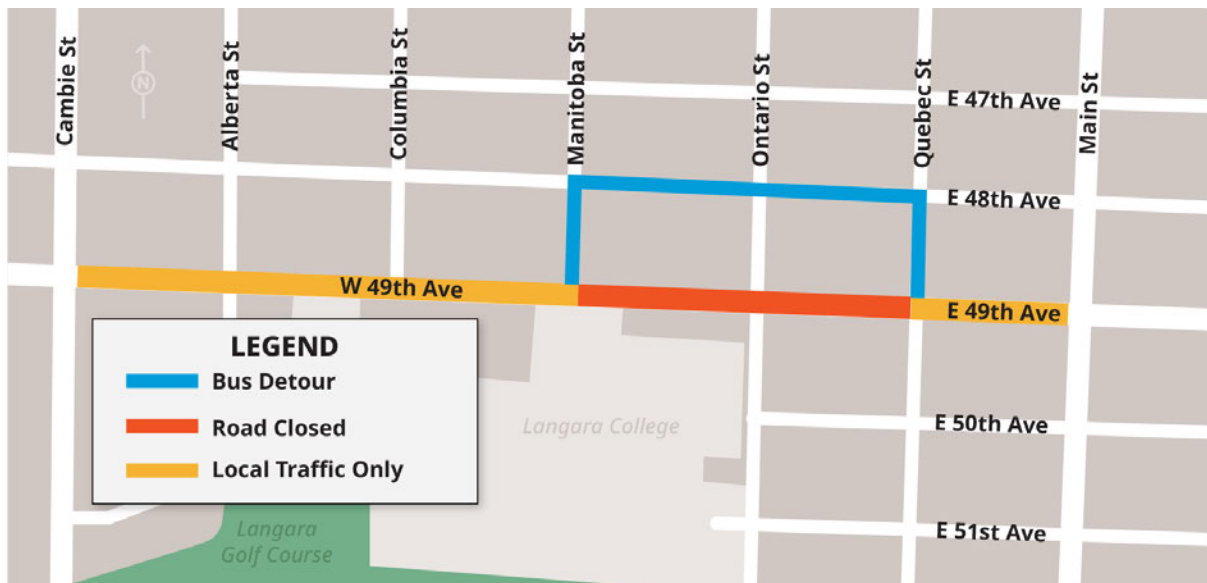 Cambie St
Alberta St
Columbia St
Manitoba St
Ontario St
Quebec St
Main St
N
E 47th Ave
E 48th Ave
W 49th Ave
E 49th Ave
LEGEND
Bus Detour
Road Closed
Local Traffic Only
Langara College
E 50th Ave
Langara
Golf Course
E 51st Ave